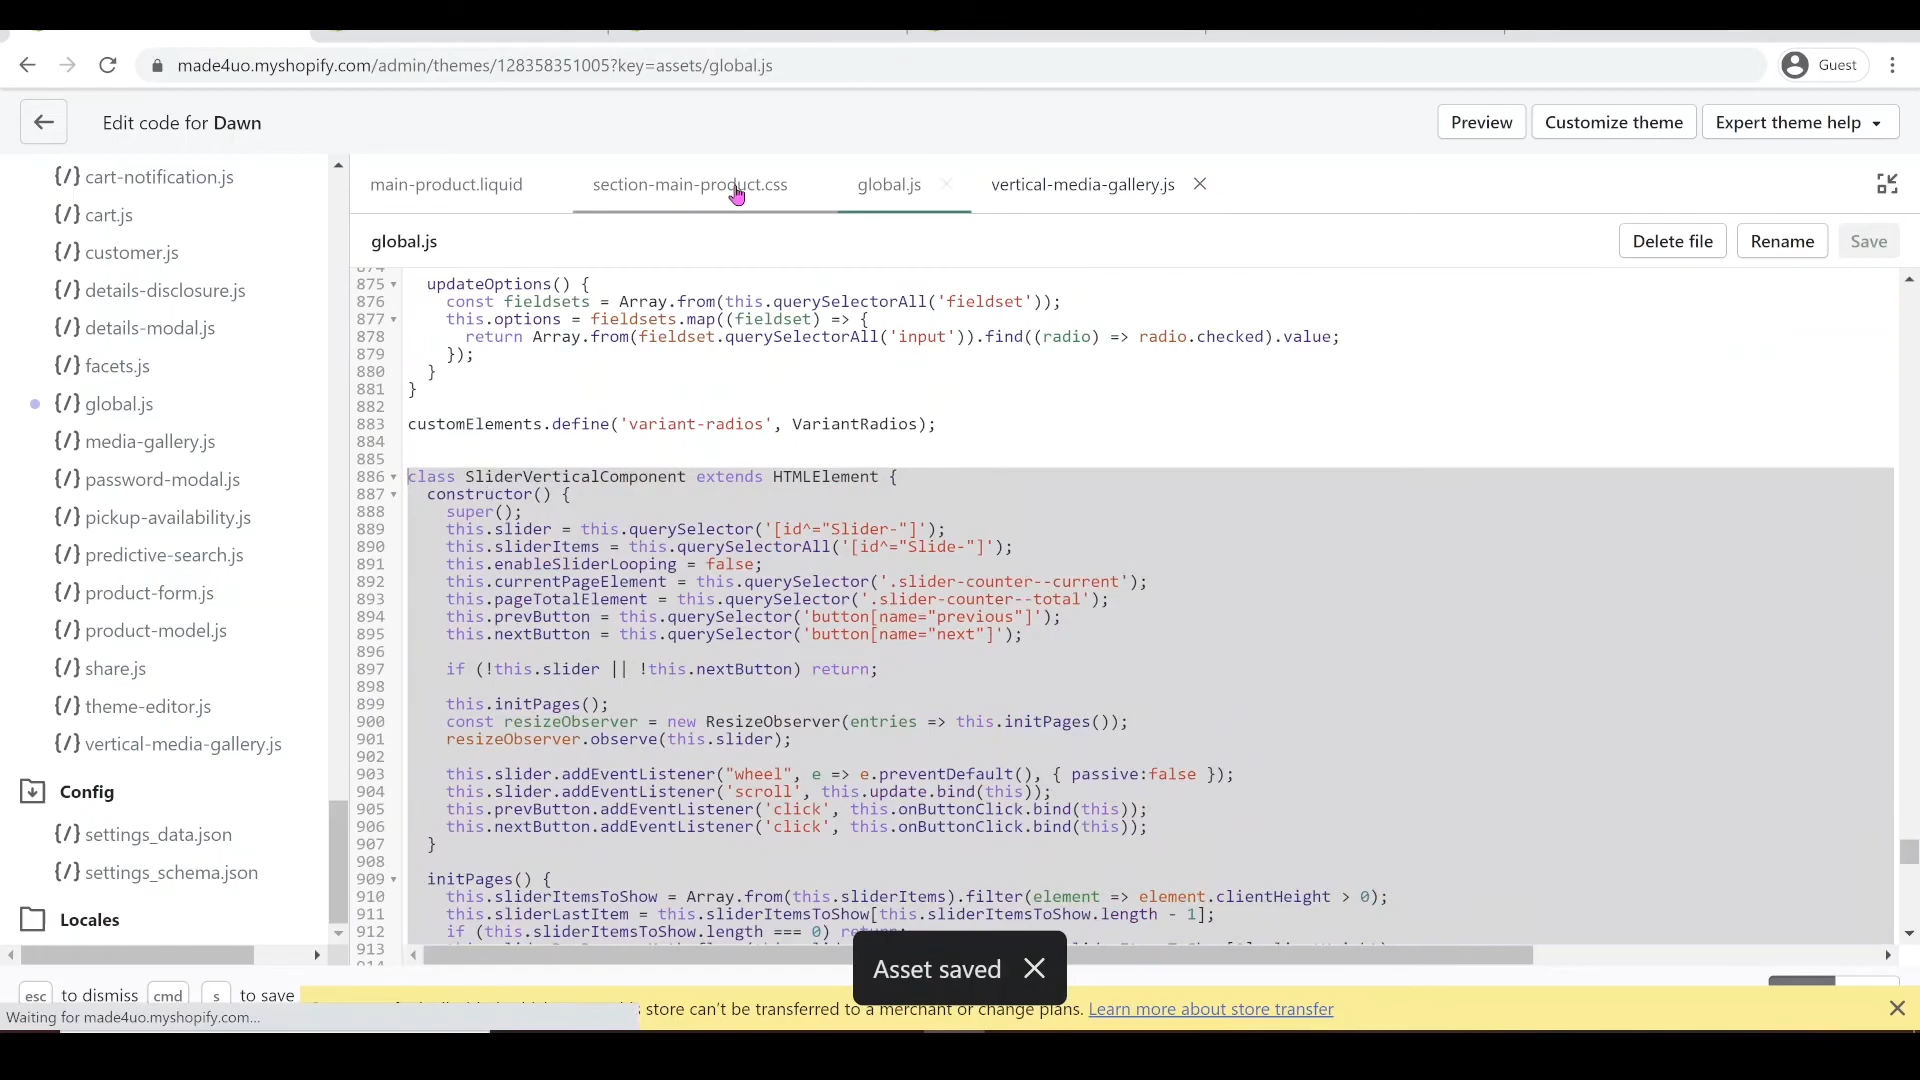 made4uo.myshopify.com/admin/themes/128358351005?key=assets/global.js
Guest
Edit code for Dawn
Preview
Customize theme
Expert theme help
{/} cart-notification.js
{/} cart.js
{/} customer.js
{/} details-disclosure.js
{/} details-modal.js
{/} facets.js
{/} global.js
{/} media-gallery.js
{/} password-modal.js
{/} pickup-availability.js
{/} predictive-search.js
{/} product-form.js
{/} product-model.js
{/} share.js
{/} theme-editor.js
{/} vertical-media-gallery.js
Config
{/} settings_data.json
{/} settings_schema.json
Locales
main-product.liquid
section-main-product.css
global.js
vertical-media-gallery.js
global.js
Delete file
Rename
Save
874
875 updateOptions() {
876 const fieldsets = Array.from(this.querySelectorAll('fieldset'));
877 this.options = fieldsets.map((fieldset) => {
878 return Array.from(fieldset.querySelectorAll('input')).find((radio) => radio.checked).value;
879 });
880 }
881 }
882
883 customElements.define('variant-radios', VariantRadios);
884
885
886 class SliderVerticalComponent extends HTMLElement {
887 constructor() {
888 super();
889 this.slider = this.querySelector('[id^="Slider-"]');
890 this.sliderItems = this.querySelectorAll('[id^="Slide-"]');
891 this.enableSliderLooping = false;
892 this.currentPageElement = this.querySelector('.slider-counter--current');
893 this.pageTotalElement = this.querySelector('.slider-counter--total');
894 this.prevButton = this.querySelector('button[name="previous"]');
895 this.nextButton = this.querySelector('button[name="next"]');
896
897 if (!this.slider || !this.nextButton) return;
898
899 this.initPages();
900 const resizeObserver = new ResizeObserver(entries => this.initPages());
901 resizeObserver.observe(this.slider);
902
903 this.slider.addEventListener("wheel", e => e.preventDefault(), { passive:false });
904 this.slider.addEventListener('scroll', this.update.bind(this));
905 this.prevButton.addEventListener('click', this.onButtonClick.bind(this));
906 this.nextButton.addEventListener('click', this.onButtonClick.bind(this));
907 }
908
909 initPages() {
910 this.sliderItemsToShow = Array.from(this.sliderItems).filter(element => element.clientHeight > 0);
911 this.sliderLastItem = this.sliderItemsToShow[this.sliderItemsToShow.length - 1];
912 if (this.sliderItemsToShow.length === 0) return;
913
Asset saved
esc to dismiss cmd s to save
store can't be transferred to a merchant or change plans. Learn more about store transfer
Waiting for made4uo.myshopify.com...